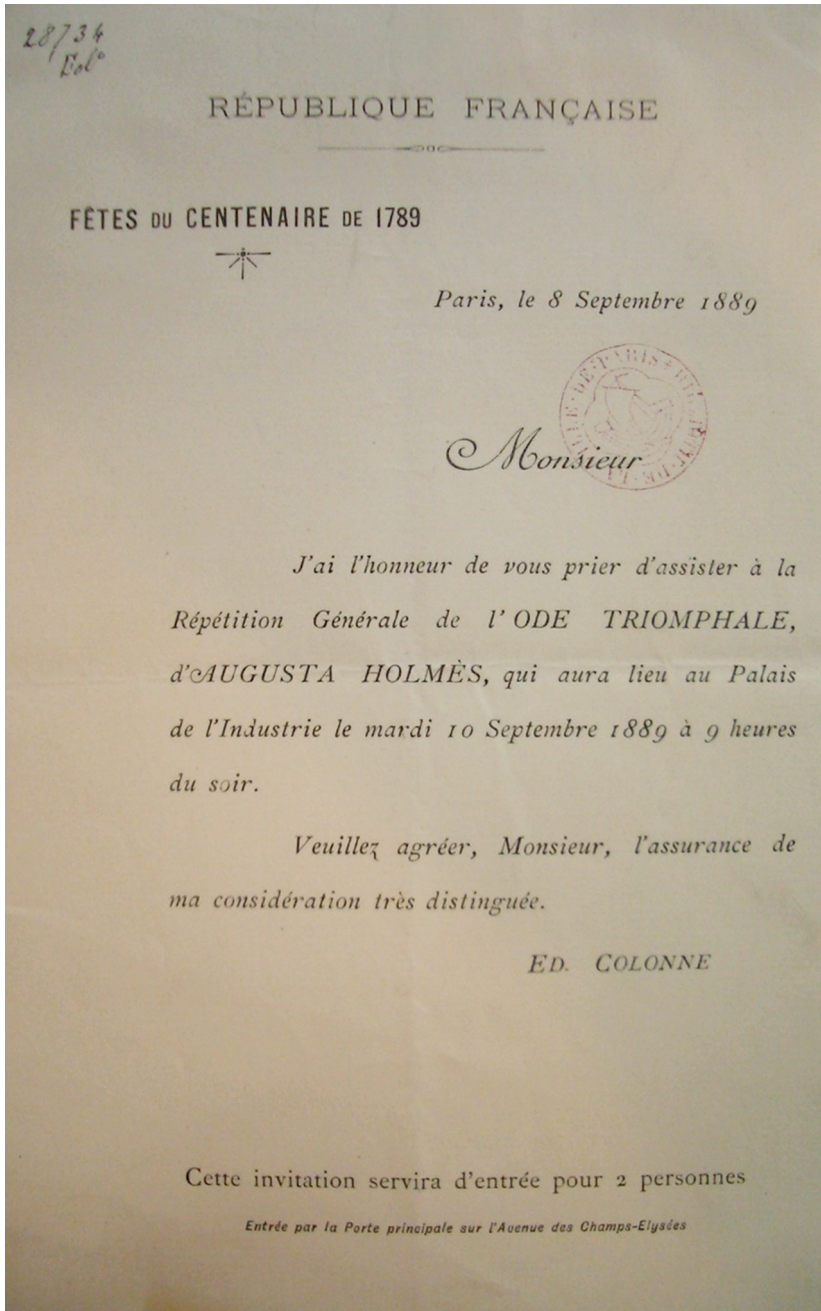 28734
Fol°
RÉPUBLIQUE FRANÇAISE
FÊTES DU CENTENAIRE DE 1789
Paris, le 8 Septembre 1889
DE PARIS
Monsieur
J'ai l'honneur de vous prier d'assister à la
Répétition Générale de l'ODE TRIOMPHALE,
d'AUGUSTA HOLMÈS, qui aura lieu au Palais
de l'Industrie le mardi 10 Septembre 1889 à 9 heures
du soir.
Veuillez agréer, Monsieur, l'assurance de
ma considération très distinguée.
ED. COLONNE
Cette invitation servira d'entrée pour 2 personnes
Entrée par la Porte principale sur l'Avenue des Champs-Elysées